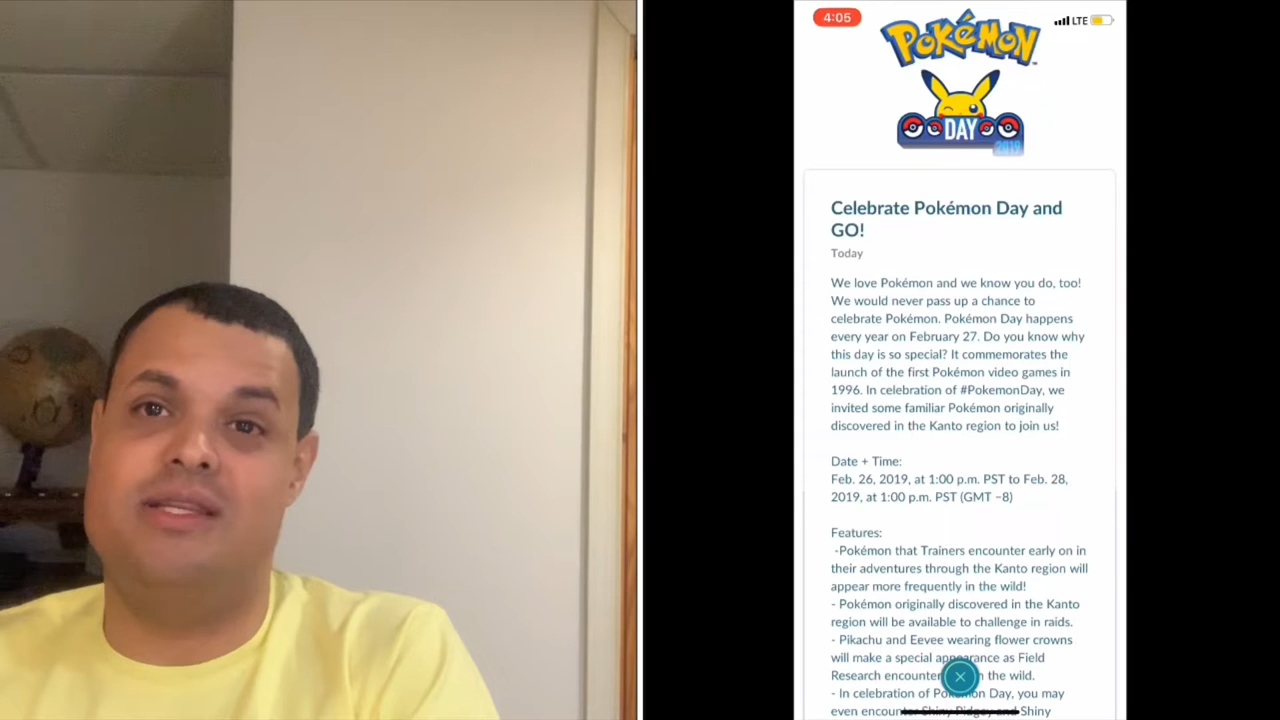 4:05
LTE
POKÉMON
DAY
2019
Celebrate Pokémon Day and
GO!
Today
We love Pokémon and we know you do, too!
We would never pass up a chance to
celebrate Pokémon. Pokémon Day happens
every year on February 27. Do you know why
this day is so special? It commemorates the
launch of the first Pokémon video games in
1996. In celebration of #PokemonDay, we
invited some familiar Pokémon originally
discovered in the Kanto region to join us!
Date + Time:
Feb. 26, 2019, at 1:00 p.m. PST to Feb. 28,
2019, at 1:00 p.m. PST (GMT −8)
Features:
-Pokémon that Trainers encounter early on in
their adventures through the Kanto region will
appear more frequently in the wild!
- Pokémon originally discovered in the Kanto
region will be available to challenge in raids.
- Pikachu and Eevee wearing flower crowns
will make a special appearance as Field
Research encounter the wild.
- In celebration of Pokémon Day, you may
even encounter Shiny Pidgey and Shiny